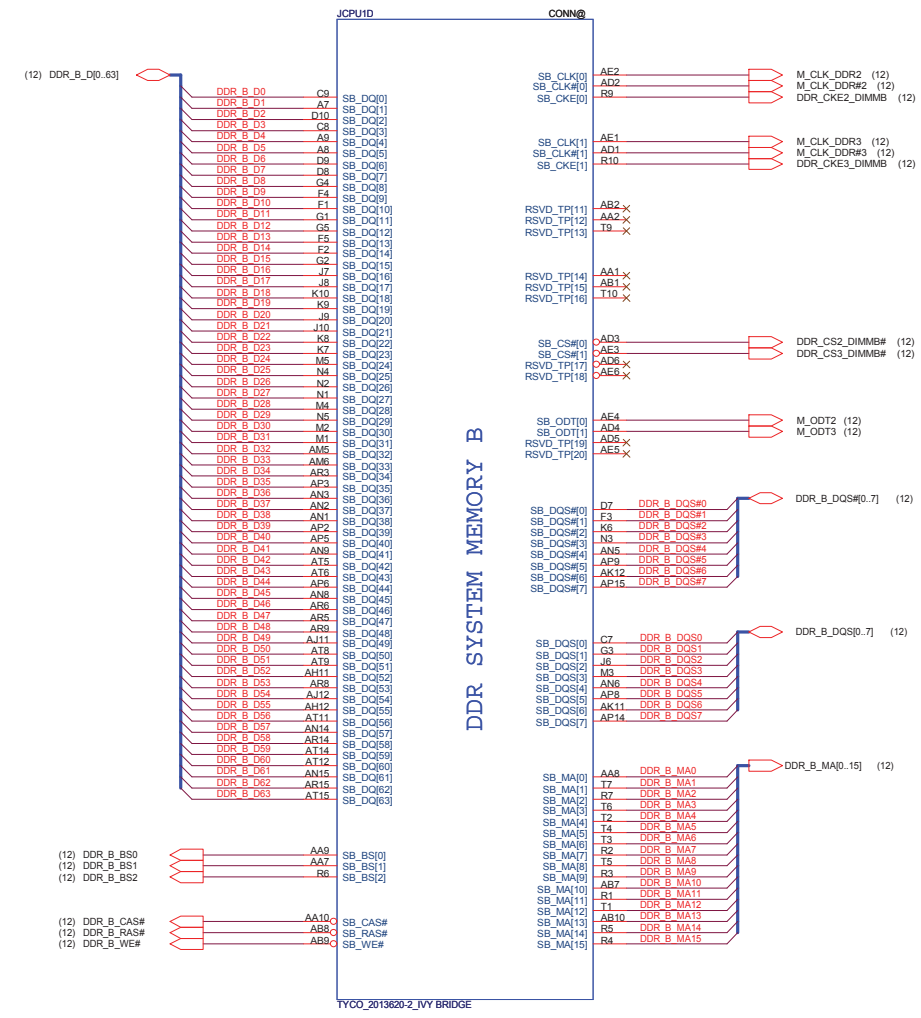 JCPU1D CONN@
(12) DDR_B_D[0..63]
DDR_B_D0 C9 SB_DQ[0]
DDR_B_D1 A7 SB_DQ[1]
DDR_B_D2 D10 SB_DQ[2]
DDR_B_D3 C8 SB_DQ[3]
DDR_B_D4 A9 SB_DQ[4]
DDR_B_D5 A8 SB_DQ[5]
DDR_B_D6 D9 SB_DQ[6]
DDR_B_D7 D8 SB_DQ[7]
DDR_B_D8 G4 SB_DQ[8]
DDR_B_D9 F4 SB_DQ[9]
DDR_B_D10 F1 SB_DQ[10]
DDR_B_D11 G1 SB_DQ[11]
DDR_B_D12 G5 SB_DQ[12]
DDR_B_D13 F5 SB_DQ[13]
DDR_B_D14 F2 SB_DQ[14]
DDR_B_D15 G2 SB_DQ[15]
DDR_B_D16 J7 SB_DQ[16]
DDR_B_D17 J8 SB_DQ[17]
DDR_B_D18 K10 SB_DQ[18]
DDR_B_D19 K9 SB_DQ[19]
DDR_B_D20 J9 SB_DQ[20]
DDR_B_D21 J10 SB_DQ[21]
DDR_B_D22 K8 SB_DQ[22]
DDR_B_D23 K7 SB_DQ[23]
DDR_B_D24 M5 SB_DQ[24]
DDR_B_D25 N4 SB_DQ[25]
DDR_B_D26 N2 SB_DQ[26]
DDR_B_D27 N1 SB_DQ[27]
DDR_B_D28 M4 SB_DQ[28]
DDR_B_D29 N5 SB_DQ[29]
DDR_B_D30 M2 SB_DQ[30]
DDR_B_D31 M1 SB_DQ[31]
DDR_B_D32 AM5 SB_DQ[32]
DDR_B_D33 AM6 SB_DQ[33]
DDR_B_D34 AR3 SB_DQ[34]
DDR_B_D35 AP3 SB_DQ[35]
DDR_B_D36 AN3 SB_DQ[36]
DDR_B_D37 AN2 SB_DQ[37]
DDR_B_D38 AN1 SB_DQ[38]
DDR_B_D39 AP2 SB_DQ[39]
DDR_B_D40 AP5 SB_DQ[40]
DDR_B_D41 AN9 SB_DQ[41]
DDR_B_D42 AT5 SB_DQ[42]
DDR_B_D43 AT6 SB_DQ[43]
DDR_B_D44 AP6 SB_DQ[44]
DDR_B_D45 AN8 SB_DQ[45]
DDR_B_D46 AR6 SB_DQ[46]
DDR_B_D47 AR5 SB_DQ[47]
DDR_B_D48 AR9 SB_DQ[48]
DDR_B_D49 AJ11 SB_DQ[49]
DDR_B_D50 AT8 SB_DQ[50]
DDR_B_D51 AT9 SB_DQ[51]
DDR_B_D52 AH11 SB_DQ[52]
DDR_B_D53 AR8 SB_DQ[53]
DDR_B_D54 AJ12 SB_DQ[54]
DDR_B_D55 AH12 SB_DQ[55]
DDR_B_D56 AT11 SB_DQ[56]
DDR_B_D57 AN14 SB_DQ[57]
DDR_B_D58 AR14 SB_DQ[58]
DDR_B_D59 AT14 SB_DQ[59]
DDR_B_D60 AT12 SB_DQ[60]
DDR_B_D61 AN15 SB_DQ[61]
DDR_B_D62 AR15 SB_DQ[62]
DDR_B_D63 AT15 SB_DQ[63]
(12) DDR_B_BS0 AA9 SB_BS[0]
(12) DDR_B_BS1 AA7 SB_BS[1]
(12) DDR_B_BS2 R6 SB_BS[2]
(12) DDR_B_CAS# AA10 SB_CAS#
(12) DDR_B_RAS# AB8 SB_RAS#
(12) DDR_B_WE# AB9 SB_WE#
DDR SYSTEM MEMORY B
SB_CLK[0] AE2 M_CLK_DDR2 (12)
SB_CLK#[0] AD2 M_CLK_DDR#2 (12)
SB_CKE[0] R9 DDR_CKE2_DIMMB (12)
SB_CLK[1] AE1 M_CLK_DDR3 (12)
SB_CLK#[1] AD1 M_CLK_DDR#3 (12)
SB_CKE[1] R10 DDR_CKE3_DIMMB (12)
RSVD_TP[11] AB2
RSVD_TP[12] AA2
RSVD_TP[13] T9
RSVD_TP[14] AA1
RSVD_TP[15] AB1
RSVD_TP[16] T10
SB_CS#[0] AD3 DDR_CS2_DIMMB# (12)
SB_CS#[1] AE3 DDR_CS3_DIMMB# (12)
RSVD_TP[17] AD6
RSVD_TP[18] AE6
SB_ODT[0] AE4 M_ODT2 (12)
SB_ODT[1] AD4 M_ODT3 (12)
RSVD_TP[19] AD5
RSVD_TP[20] AE5
DDR_B_DQS#[0..7] (12)
SB_DQS#[0] D7 DDR_B_DQS#0
SB_DQS#[1] F3 DDR_B_DQS#1
SB_DQS#[2] K6 DDR_B_DQS#2
SB_DQS#[3] N3 DDR_B_DQS#3
SB_DQS#[4] AN5 DDR_B_DQS#4
SB_DQS#[5] AP9 DDR_B_DQS#5
SB_DQS#[6] AK12 DDR_B_DQS#6
SB_DQS#[7] AP15 DDR_B_DQS#7
DDR_B_DQS[0..7] (12)
SB_DQS[0] C7 DDR_B_DQS0
SB_DQS[1] G3 DDR_B_DQS1
SB_DQS[2] J6 DDR_B_DQS2
SB_DQS[3] M3 DDR_B_DQS3
SB_DQS[4] AN6 DDR_B_DQS4
SB_DQS[5] AP8 DDR_B_DQS5
SB_DQS[6] AK11 DDR_B_DQS6
SB_DQS[7] AP14 DDR_B_DQS7
DDR_B_MA[0..15] (12)
SB_MA[0] AA8 DDR_B_MA0
SB_MA[1] T7 DDR_B_MA1
SB_MA[2] R7 DDR_B_MA2
SB_MA[3] T6 DDR_B_MA3
SB_MA[4] T2 DDR_B_MA4
SB_MA[5] T4 DDR_B_MA5
SB_MA[6] T3 DDR_B_MA6
SB_MA[7] R2 DDR_B_MA7
SB_MA[8] T5 DDR_B_MA8
SB_MA[9] R3 DDR_B_MA9
SB_MA[10] AB7 DDR_B_MA10
SB_MA[11] R1 DDR_B_MA11
SB_MA[12] T1 DDR_B_MA12
SB_MA[13] AB10 DDR_B_MA13
SB_MA[14] R5 DDR_B_MA14
SB_MA[15] R4 DDR_B_MA15
TYCO_2013620-2_IVY BRIDGE